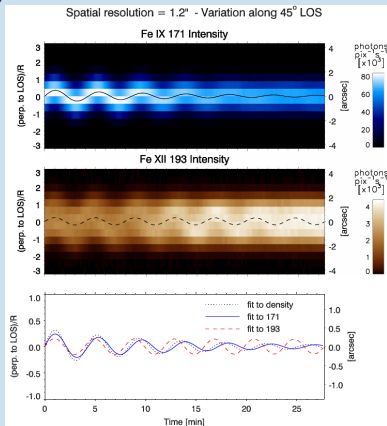 Spatial resolution = 1.2" - Variation along 45° LOS
Fe IX 171 Intensity
photons
pix⁻¹s⁻¹
[x10³]
3
2
1
0
-1
-2
-3
(perp. to LOS)/R
4
2
0
-2
-4
[arcsec]
80
60
40
20
0
Fe XII 193 Intensity
photons
pix⁻¹s⁻¹
[x10³]
3
2
1
0
-1
-2
-3
(perp. to LOS)/R
4
2
0
-2
-4
[arcsec]
4
3
2
1
0
1.0
0.5
0.0
-0.5
-1.0
(perp. to LOS)/R
fit to density
fit to 171
fit to 193
1.0
0.5
0.0
-0.5
-1.0
[arcsec]
0 5 10 15 20 25
Time [min]